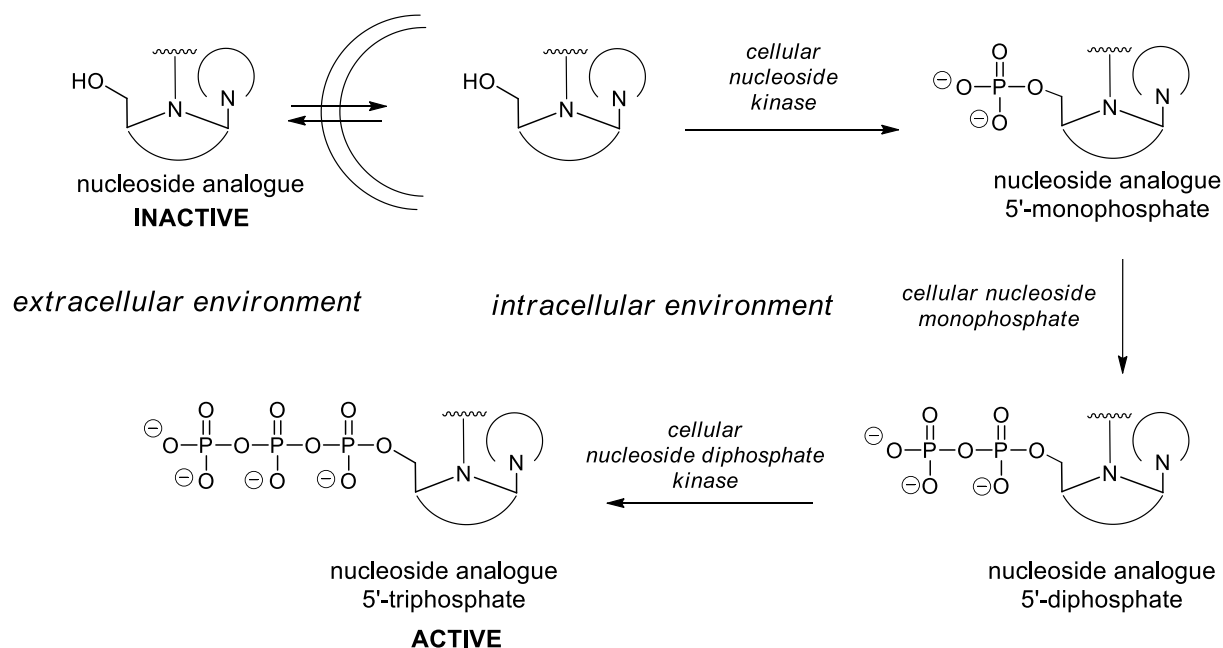 HO
N
N
nucleoside analogue
INACTIVE
HO
N
N
cellular
nucleoside
kinase
O
⊖
O
P
O
O
⊖
N
N
nucleoside analogue
5'-monophosphate
extracellular environment
intracellular environment
cellular nucleoside
monophosphate
O O O
⊖
O P O P O P O
⊖ O ⊖ O ⊖ O
N
N
nucleoside analogue
5'-triphosphate
ACTIVE
cellular
nucleoside diphosphate
kinase
O O
⊖
O P O P O
⊖ O ⊖ O
N
N
nucleoside analogue
5'-diphosphate